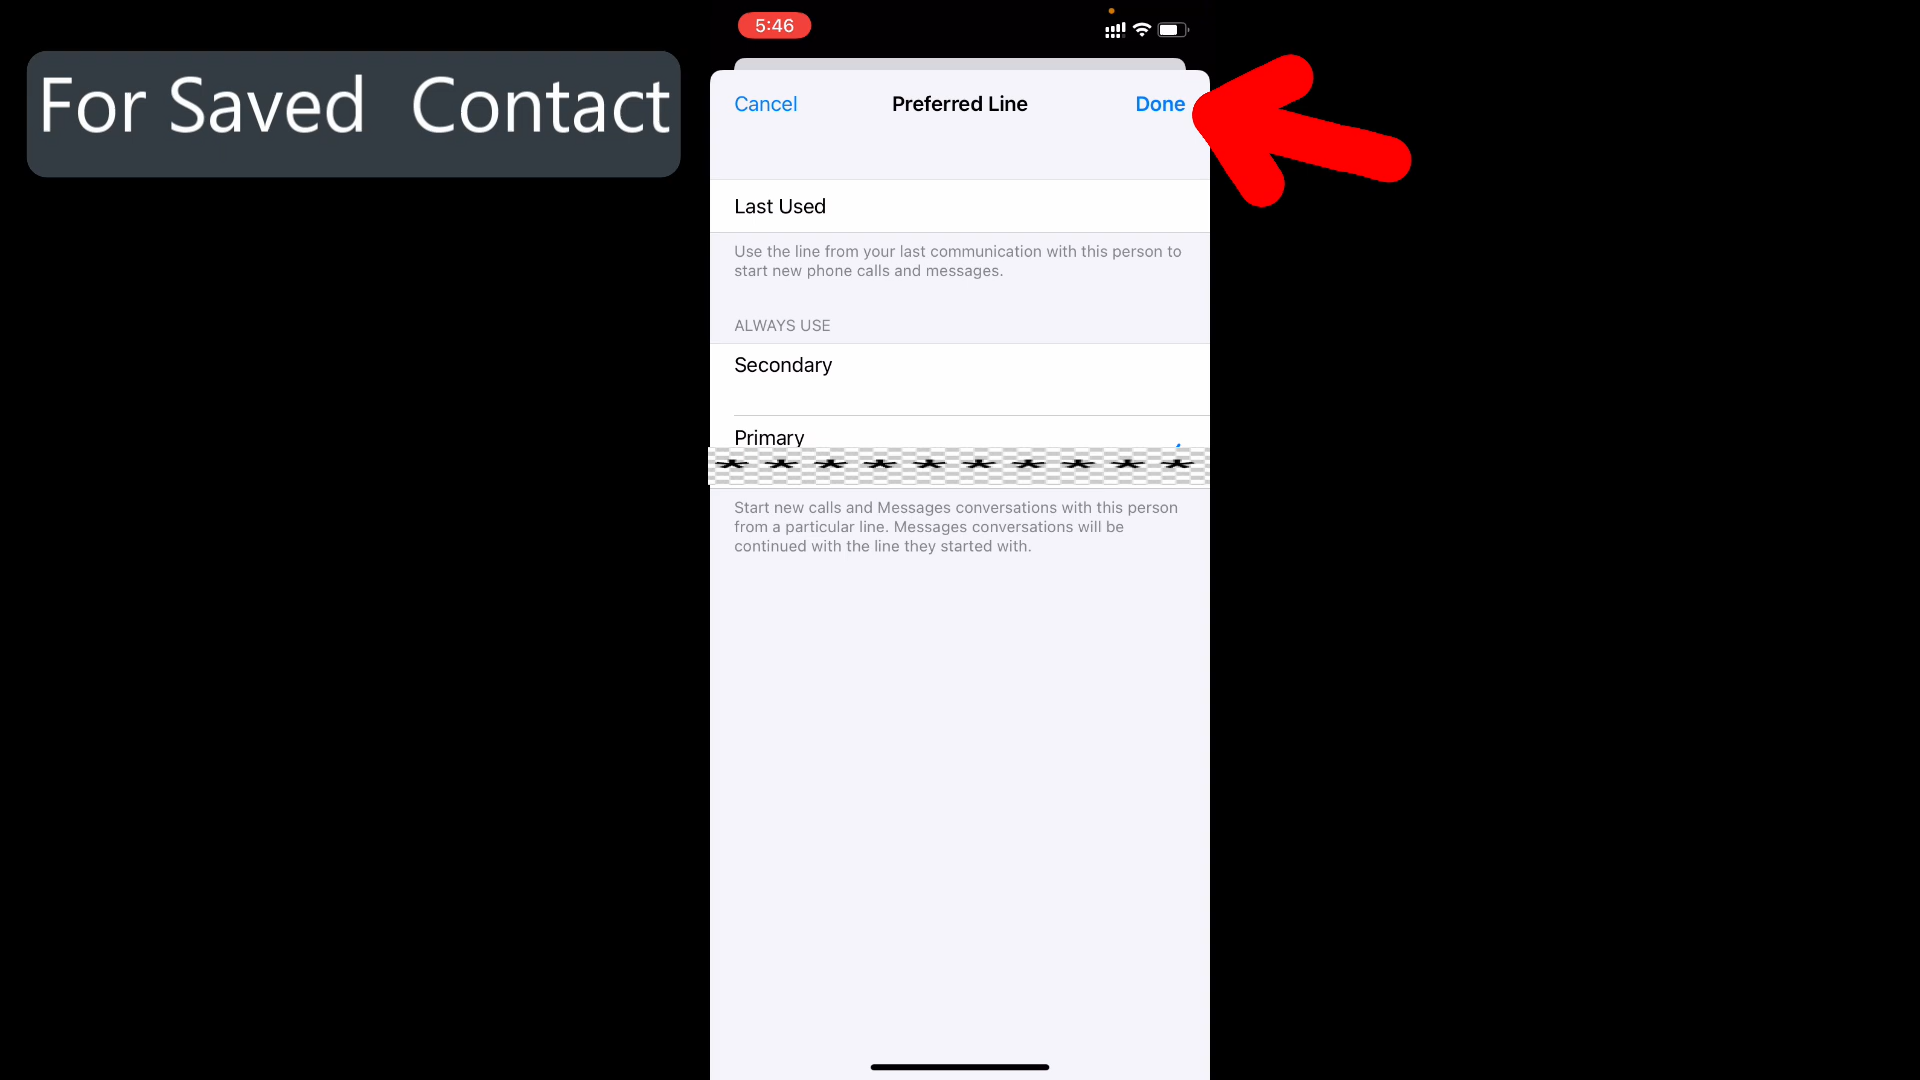 For Saved Contact
5:46
Cancel
Preferred Line
Done
Last Used
Use the line from your last communication with this person to
start new phone calls and messages.
ALWAYS USE
Secondary
Primary
* * * * * * * * * *
Start new calls and Messages conversations with this person
from a particular line. Messages conversations will be
continued with the line they started with.